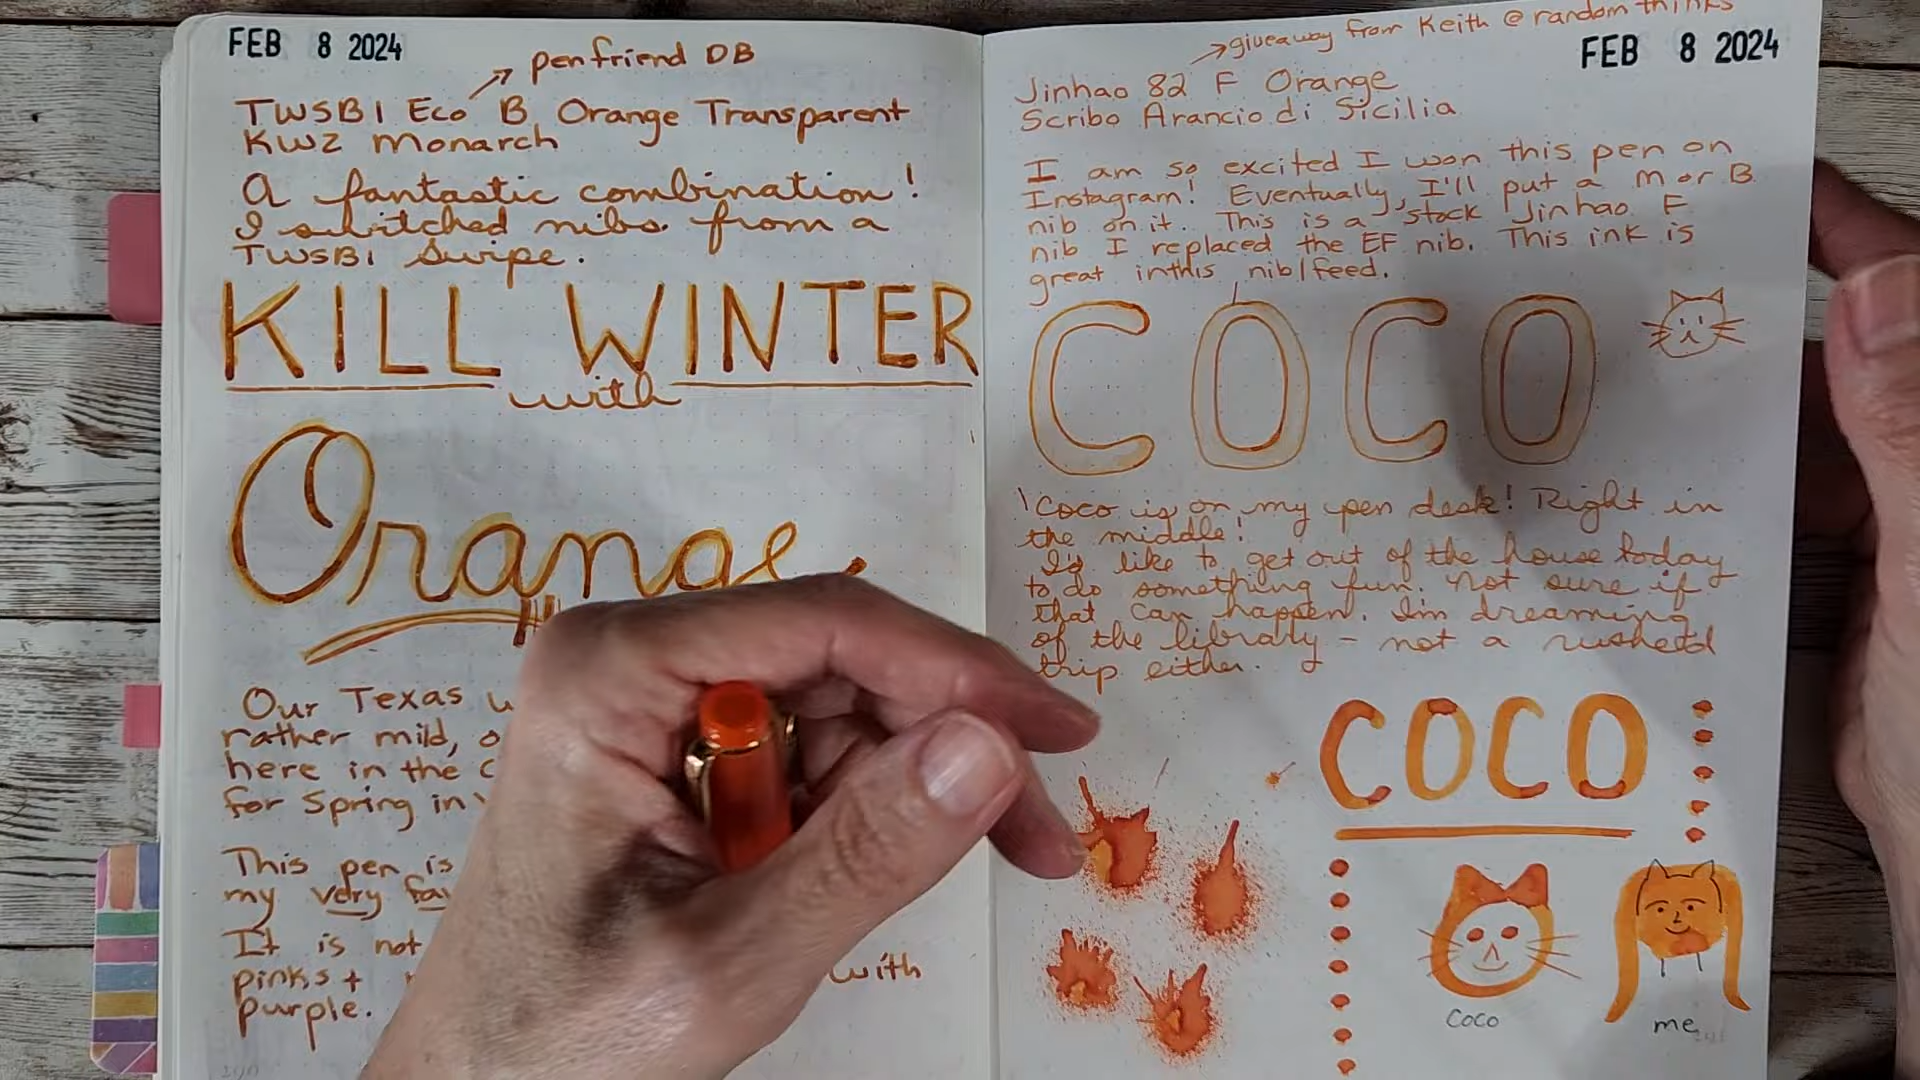 FEB 8 2024
penfriend DB
TWSBI Eco B Orange Transparent
KWZ Monarch
A fantastic combination!
I switched nibs from a
TWSBI Swipe.
KILL WINTER
with
Orange
Our Texas
rather mild,
here in the
for Spring in
This pen is
my very
It is not
pinks +
with
purple.
giveaway from Keith @ random thinks
FEB 8 2024
Jinhao 82 F Orange
Scribo Arancio di Sicilia
I am so excited I won this pen on
Instagram! Eventually, I'll put a M or B
nib on it. This is a stock Jinhao F
nib I replaced the EF nib. This ink is
great in this nib/feed.
COCO
Coco is on my pen desk! Right in
the middle!
I'd like to get out of the house today
to do something fun. Not sure if
that can happen. I'm dreaming
of the library - not a rushed
trip either.
COCO
Coco
me